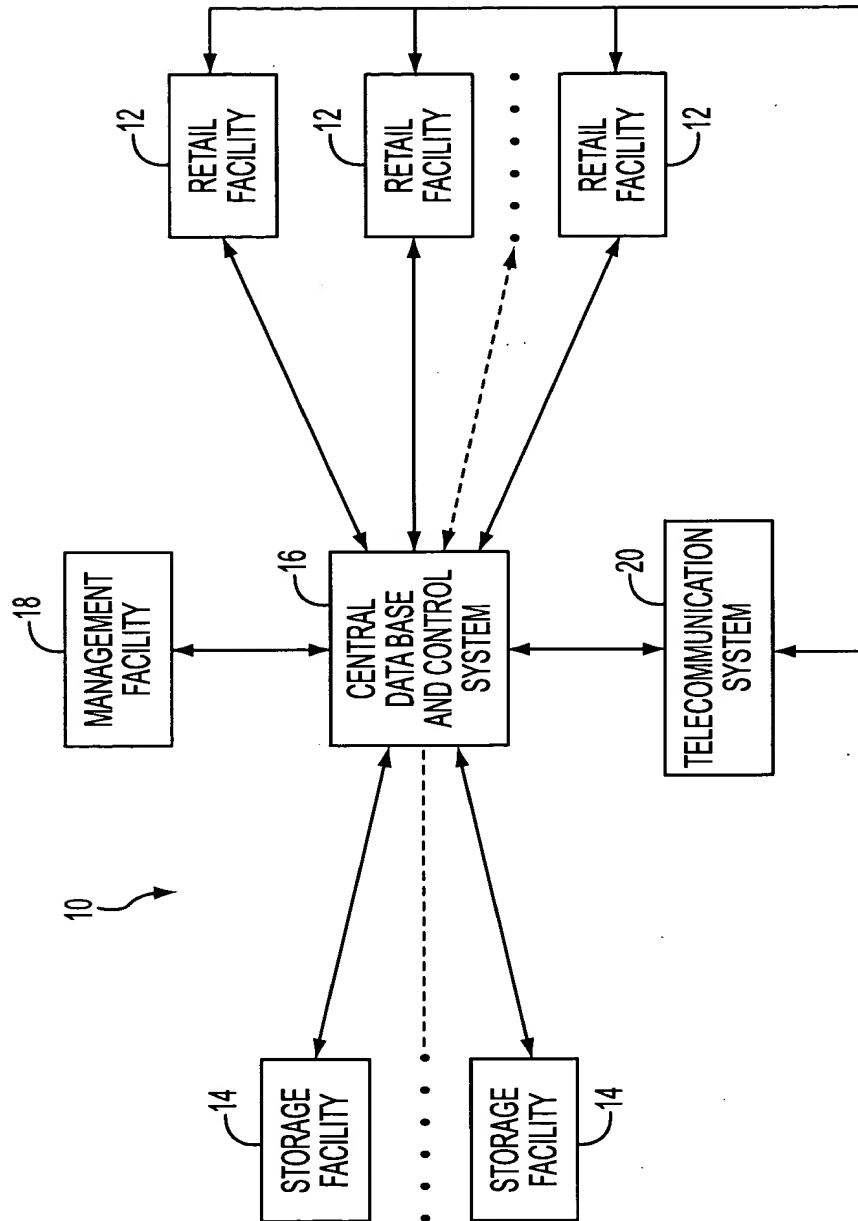 18
MANAGEMENT
FACILITY
10
12
RETAIL
FACILITY
14
STORAGE
FACILITY
16
CENTRAL
DATA BASE
AND CONTROL
SYSTEM
12
RETAIL
FACILITY
STORAGE
FACILITY
14
RETAIL
FACILITY
12
20
TELECOMMUNICATION
SYSTEM